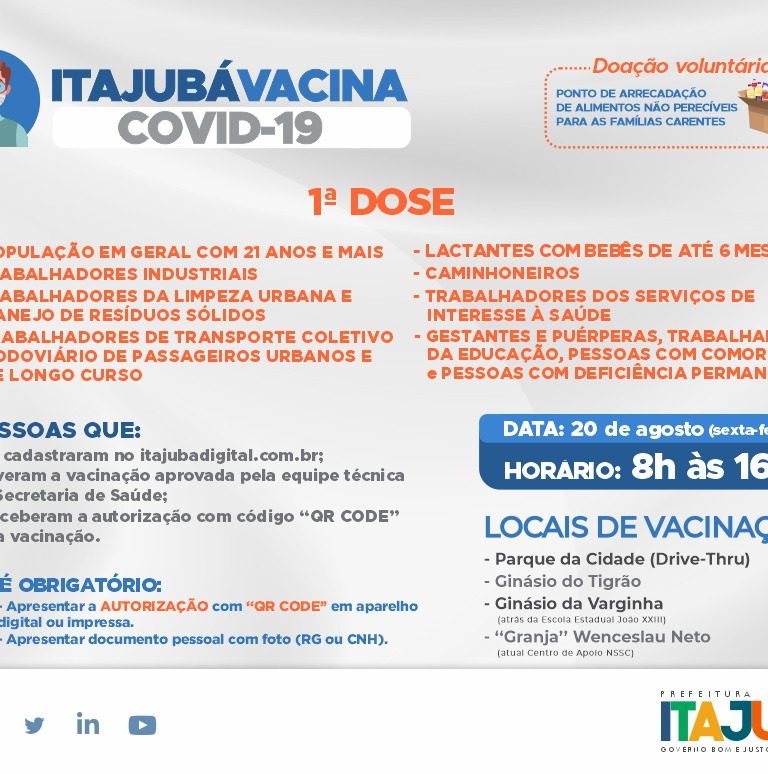 ITAJUBÁVACINA
COVID-19
Doação voluntária
PONTO DE ARRECADAÇÃO
DE ALIMENTOS NÃO PERECÍVEIS
PARA AS FAMÍLIAS CARENTES
1ª DOSE
OPULAÇÃO EM GERAL COM 21 ANOS E MAIS
ABALHADORES INDUSTRIAIS
ABALHADORES DA LIMPEZA URBANA E
ANEJO DE RESÍDUOS SÓLIDOS
ABALHADORES DE TRANSPORTE COLETIVO
ODOVIÁRIO DE PASSAGEIROS URBANOS E
E LONGO CURSO
- LACTANTES COM BEBÊS DE ATÉ 6 MES
- CAMINHONEIROS
- TRABALHADORES DOS SERVIÇOS DE
INTERESSE À SAÚDE
- GESTANTES E PUÉRPERAS, TRABALHA
DA EDUCAÇÃO, PESSOAS COM COMOR
e PESSOAS COM DEFICIÊNCIA PERMAN
SSOAS QUE:
cadastraram no itajubadigital.com.br;
veram a vacinação aprovada pela equipe técnica
Secretaria de Saúde;
ceberam a autorização com código “QR CODE”
a vacinação.
É OBRIGATÓRIO:
- Apresentar a AUTORIZAÇÃO com “QR CODE” em aparelho
digital ou impressa.
- Apresentar documento pessoal com foto (RG ou CNH).
DATA: 20 de agosto (sexta-fe
HORÁRIO: 8h às 16
LOCAIS DE VACINAÇ
- Parque da Cidade (Drive-Thru)
- Ginásio do Tigrão
- Ginásio da Varginha
(atrás da Escola Estadual João XXIII)
- “Granja” Wenceslau Neto
(atual Centro de Apoio NSSC)
in
PREFEITURA
ITAJU
GOVERNO BOM E JUSTO